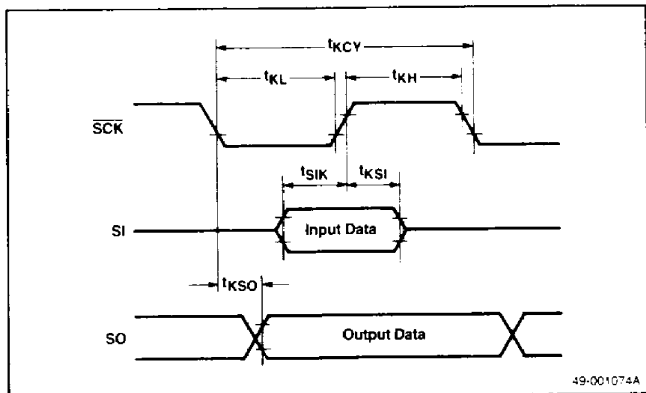 tKCY
tKL
tKH
SCK
tSIK
tKSI
SI
Input Data
tKSO
SO
Output Data
49-001074A